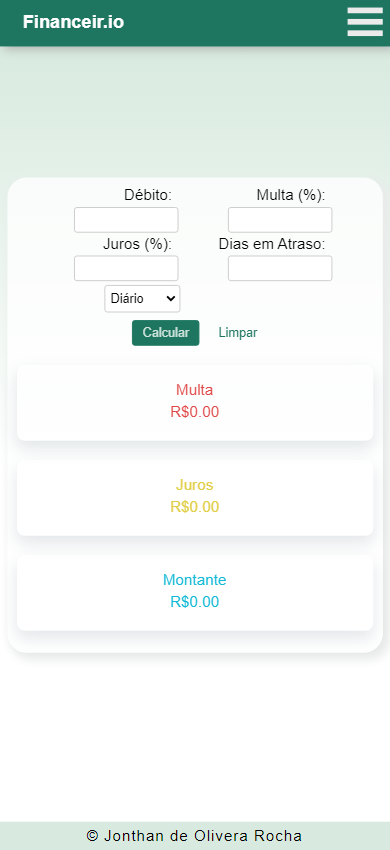 Financeir.io
Débito:
Multa (%):
Juros (%):
Dias em Atraso:
Diário
Calcular
Limpar
Multa
R$0.00
Juros
R$0.00
Montante
R$0.00
© Jonthan de Olivera Rocha